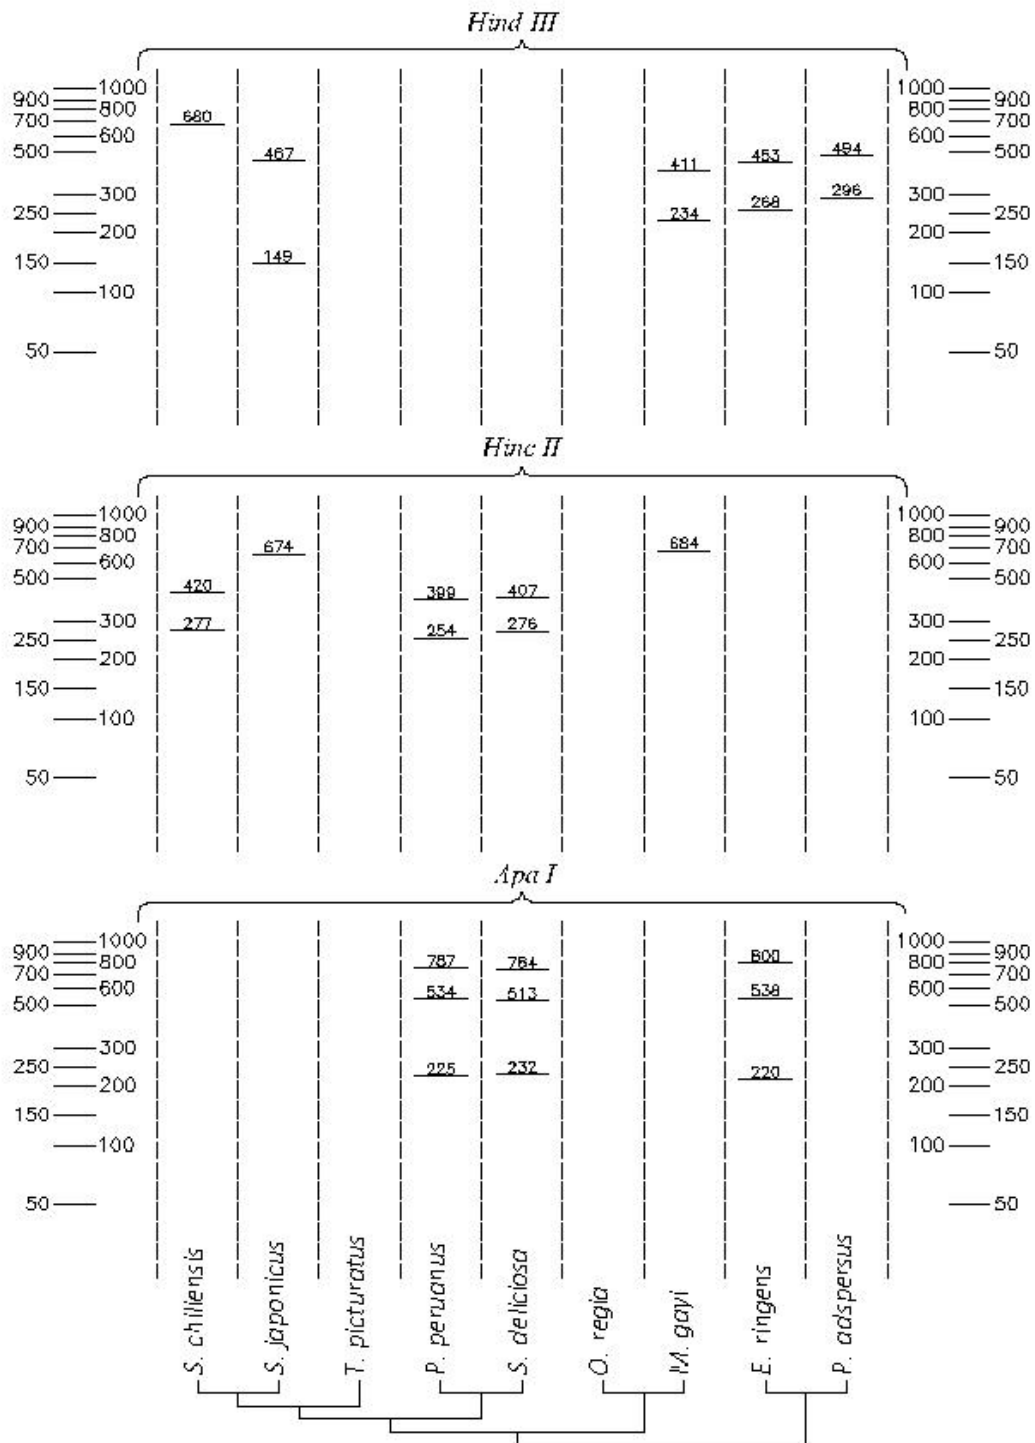 Hind III
1000 1000
900 800 800 900
700 600 600 700
500 500
300 300
250 200 200 250
150 150
100 100
50 50
680
467
411 453 494
234 268 296
149
Hinc II
1000 1000
900 800 800 900
700 600 600 700
500 500
300 300
250 200 200 250
150 150
100 100
50 50
674 684
420 399 407
277 254 276
Apa I
1000 1000
900 800 800 900
700 600 600 700
500 500
300 300
250 200 200 250
150 150
100 100
50 50
787 764 800
534 513 538
225 232 220
S. chiliensis
S. japonicus
T. picturatus
P. peruanus
S. deliciosa
O. regia
M. gayi
E. ringens
P. adspersus